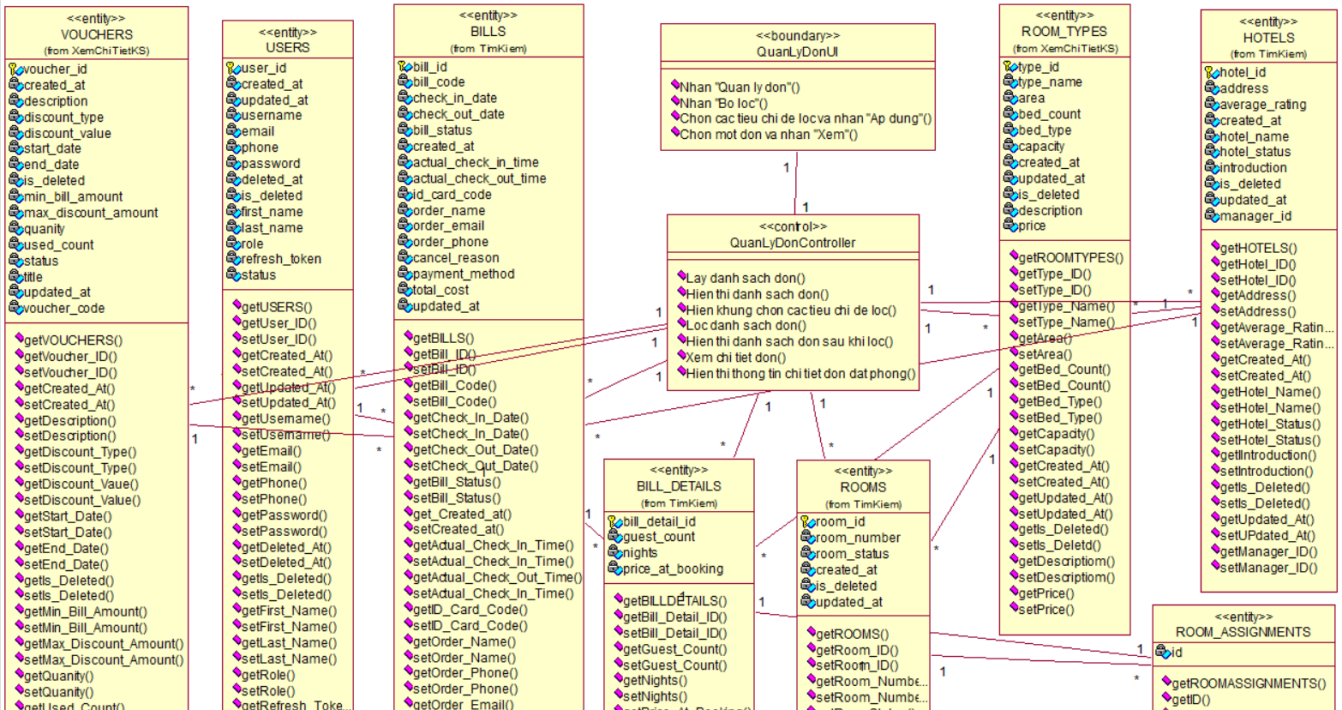 <<entity>>
VOUCHERS
(from XemChiTietKS)
voucher_id
created_at
description
discount_type
discount_value
start_date
end_date
is_deleted
min_bill_amount
max_discount_amount
quanity
used_count
status
title
updated_at
voucher_code
getVOUCHERS()
getVoucher_ID()
setVoucher_ID()
getCreated_At()
setCreated_At()
getDescription()
setDescription()
getDiscount_Type()
setDiscount_Type()
getDiscount_Vaue()
setDiscount_Value()
getStart_Date()
setStart_Date()
getEnd_Date()
setEnd_Date()
getIs_Deleted()
setIs_Deleted()
getMin_Bill_Amount()
setMin_Bill_Amount()
getMax_Discount_Amount()
setMax_Discount_Amount()
getQuanity()
setQuanity()
getUsed_Count()
<<entity>>
USERS
user_id
created_at
updated_at
username
email
phone
password
deleted_at
is_deleted
first_name
last_name
role
refresh_token
status
getUSERS()
getUser_ID()
setUser_ID()
getCreated_At()
setCreated_At()
getUpdated_At()
setUpdated_At()
getUsername()
setUsername()
getEmail()
setEmail()
getPhone()
setPhone()
getPassword()
setPassword()
getDeleted_At()
setDeleted_At()
getIs_Deleted()
setIs_Deleted()
getFirst_Name()
setFirst_Name()
getLast_Name()
setLast_Name()
getRole()
setRole()
getRefresh_Toke...
<<entity>>
BILLS
(from TimKiem)
bill_id
bill_code
check_in_date
check_out_date
bill_status
created_at
actual_check_in_time
actual_check_out_time
id_card_code
order_name
order_email
order_phone
cancel_reason
payment_method
total_cost
updated_at
getBILLS()
getBill_ID()
setBill_ID()
getBill_Code()
setBill_Code()
getCheck_In_Date()
setCheck_In_Date()
getCheck_Out_Date()
setCheck_Out_Date()
getBill_Status()
setBill_Status()
get_Created_at()
setCreated_at()
getActual_Check_In_Time()
setActual_Check_In_Time()
getActual_Check_Out_Time()
setActual_Check_In_Time()
getID_Card_Code()
setID_Card_Code()
getOrder_Name()
setOrder_Name()
getOrder_Phone()
setOrder_Phone()
getOrder_Email()
<<boundary>>
QuanLyDonUI
Nhan "Quan ly don"()
Nhan "Bo loc"()
Chon cac tieu chi de loc va nhan "Ap dung"()
Chon mot don va nhan "Xem"()
1
1
<<control>>
QuanLyDonController
Lay danh sach don()
Hien thi danh sach don()
Hien khung chon cac tieu chi de loc()
Loc danh sach don()
Hien thi danh sach don sau khi loc()
Xem chi tiet don()
Hien thi thong tin chi tiet don dat phong()
<<entity>>
BILL_DETAILS
(from TimKiem)
bill_detail_id
guest_count
nights
price_at_booking
getBILLDETAILS()
getBill_Detail_ID()
setBill_Detail_ID()
getGuest_Count()
setGuest_Count()
getNights()
setNights()
getPrice_At_Booking()
<<entity>>
ROOMS
(from TimKiem)
room_id
room_number
room_status
created_at
is_deleted
updated_at
getROOMS()
getRoom_ID()
setRoom_ID()
getRoom_Numbe...
setRoom_Numbe...
<<entity>>
ROOM_TYPES
(from XemChiTietKS)
type_id
type_name
area
bed_count
bed_type
capacity
created_at
updated_at
is_deleted
description
price
getROOMTYPES()
getType_ID()
setType_ID()
getType_Name()
setType_Name()
getArea()
setArea()
getBed_Count()
setBed_Count()
getBed_Type()
setBed_Type()
getCapacity()
setCapacity()
getCreated_At()
setCreated_At()
getUpdated_At()
setUpdated_At()
getIs_Deleted()
setIs_Deletd()
getDescriptiom()
setDescriptiom()
getPrice()
setPrice()
<<entity>>
HOTELS
(from TimKiem)
hotel_id
address
average_rating
created_at
hotel_name
hotel_status
introduction
is_deleted
updated_at
manager_id
getHOTELS()
getHotel_ID()
setHotel_ID()
getAddress()
setAddress()
getAverage_Ratin...
setAverage_Ratin...
getCreated_At()
setCreated_At()
getHotel_Name()
setHotel_Name()
getHotel_Status()
setHotel_Status()
getIntroduction()
setIntroduction()
getIs_Deleted()
setIs_Deleted()
getUpdated_At()
setUPdated_At()
getManager_ID()
setManager_ID()
<<entity>>
ROOM_ASSIGNMENTS
id
getROOMASSIGNMENTS()
getID()